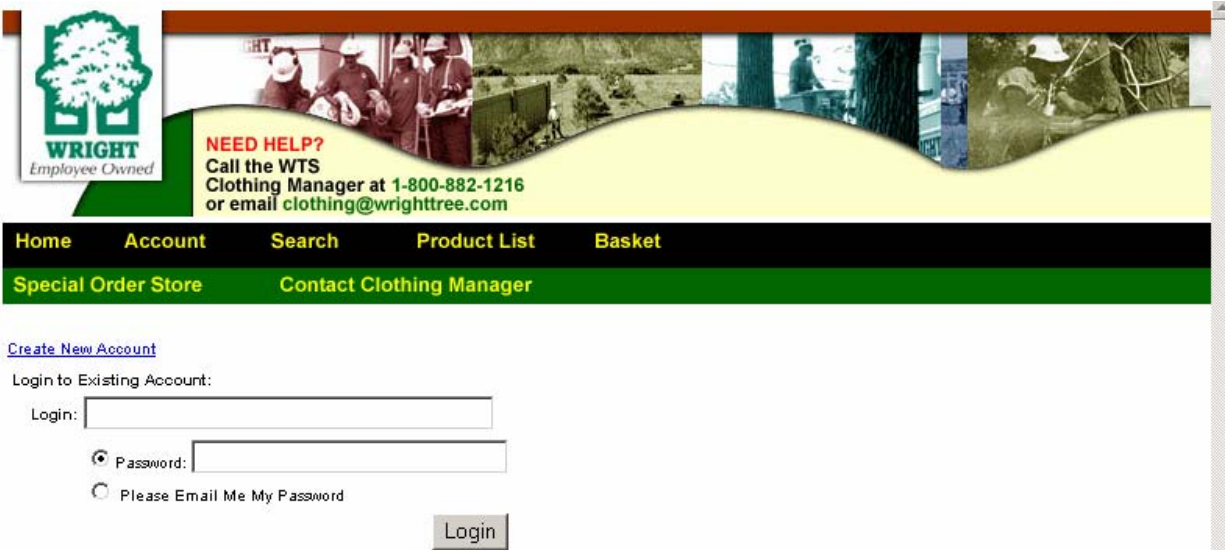 WRIGHT
Employee Owned
NEED HELP?
Call the WTS
Clothing Manager at 1-800-882-1216
or email clothing@wrighttree.com
Home Account Search Product List Basket
Special Order Store Contact Clothing Manager
Create New Account
Login to Existing Account:
Login:
Password:
Please Email Me My Password
Login